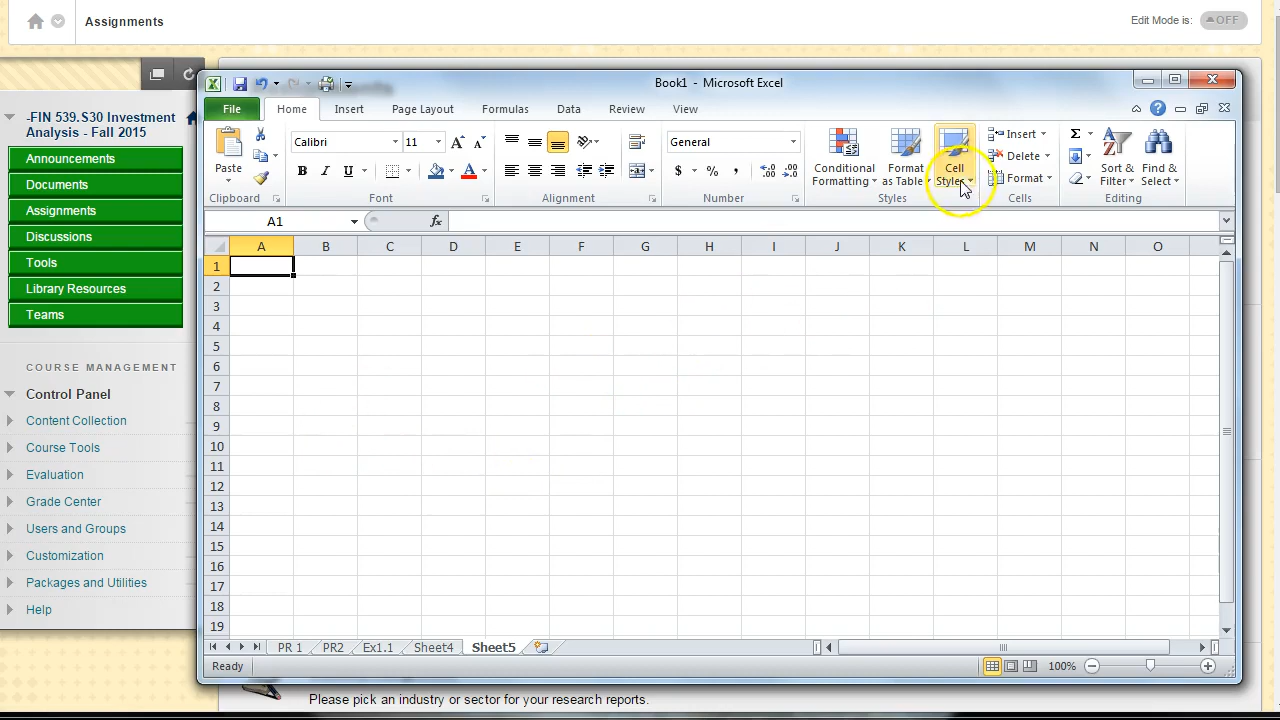 Assignments
Edit Mode is:
OFF
Book1 - Microsoft Excel
File
Home
Insert
Page Layout
Formulas
Data
Review
View
Paste
Clipboard
Calibri
11
B I U
A
Font
Alignment
General
$ % ,
Number
Conditional
Formatting
Format
as Table
Cell
Styles
Styles
Insert
Delete
Format
Cells
Σ
Sort &
Filter
Find &
Select
Editing
A1
fx
A B C D E F G H I J K L M N O
1
2
3
4
5
6
7
8
9
10
11
12
13
14
15
16
17
18
19
PR 1
PR2
Ex1.1
Sheet4
Sheet5
Ready
100%
-FIN 539.S30 Investment
Analysis - Fall 2015
Announcements
Documents
Assignments
Discussions
Tools
Library Resources
Teams
COURSE MANAGEMENT
Control Panel
Content Collection
Course Tools
Evaluation
Grade Center
Users and Groups
Customization
Packages and Utilities
Help
Please pick an industry or sector for your research reports.